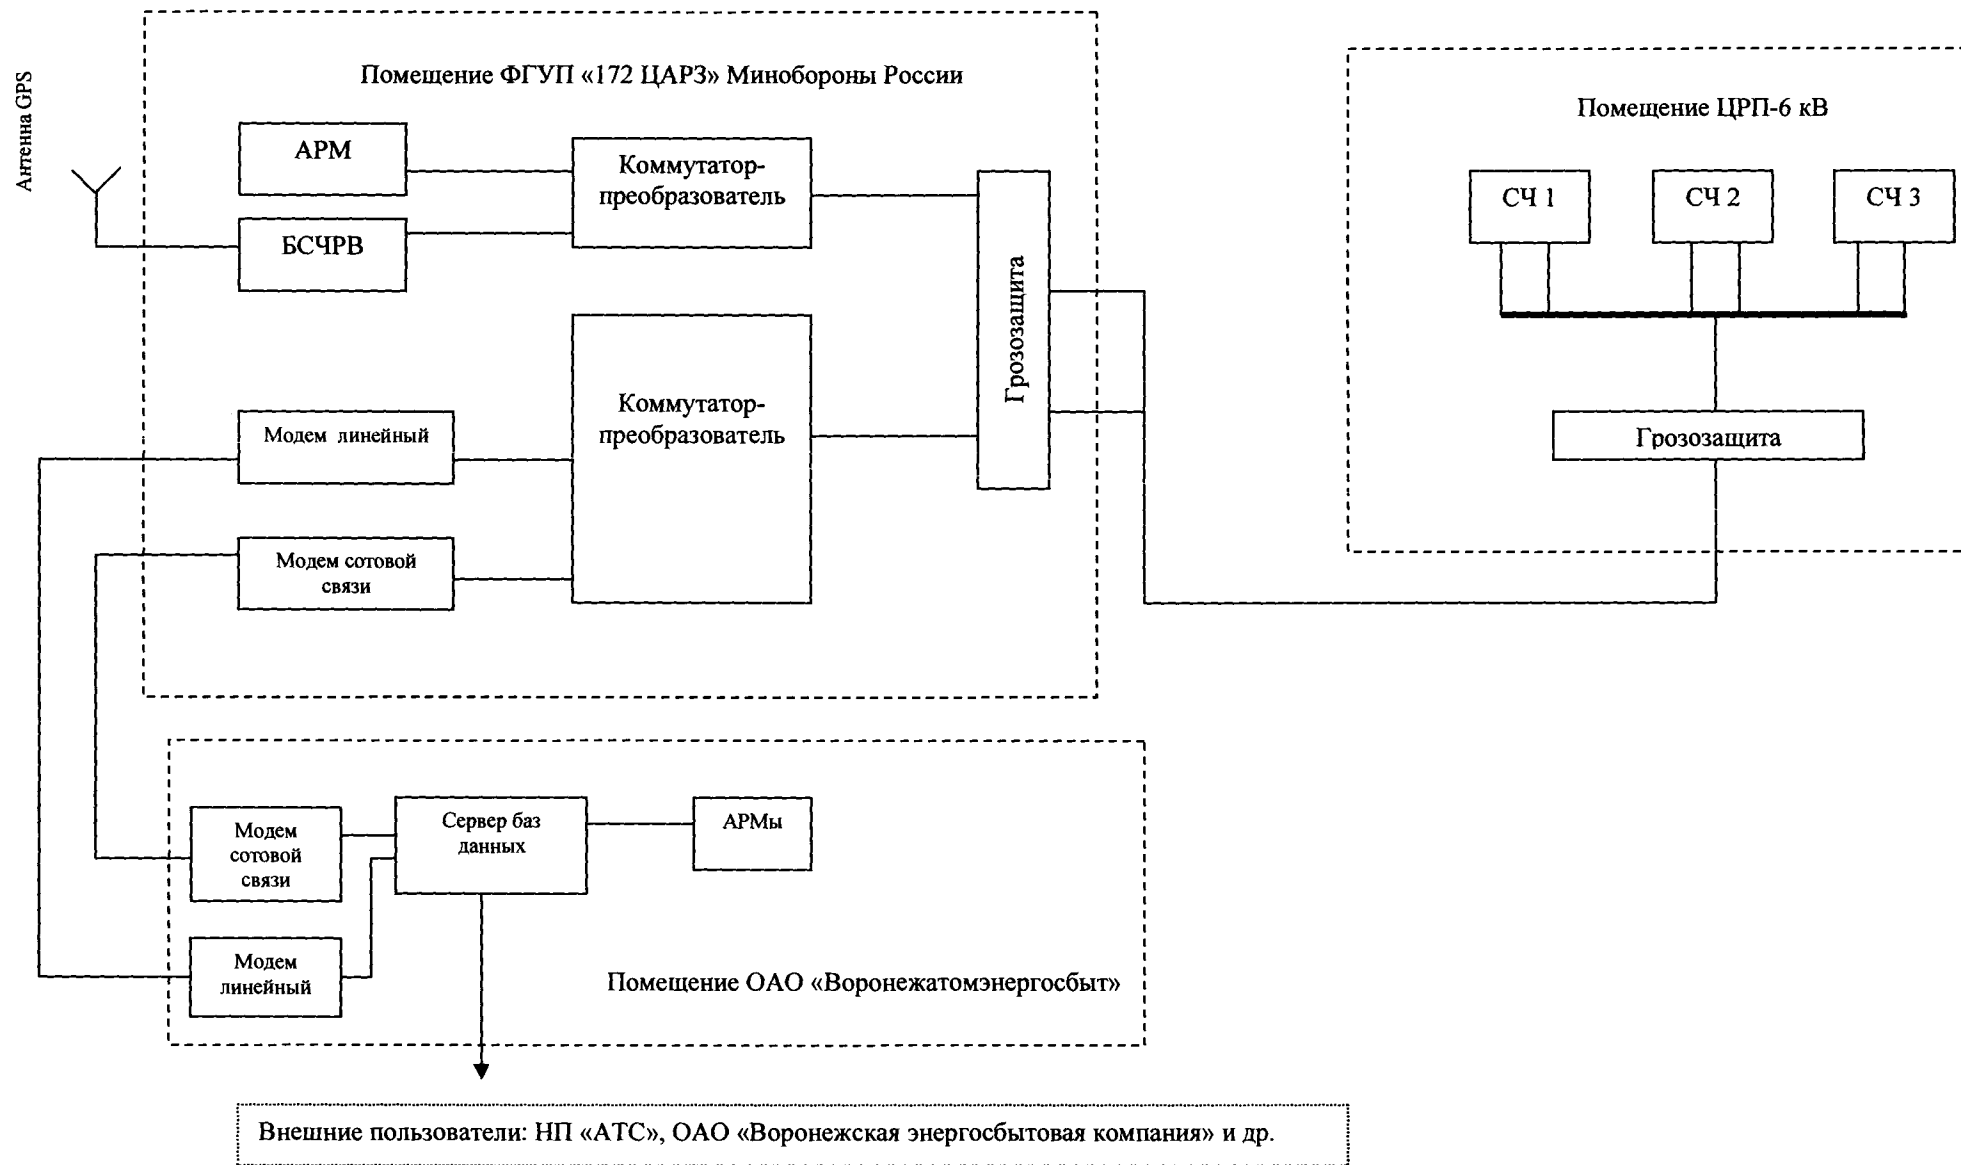 Антенна GPS
Помещение ФГУП «172 ЦАРЗ» Минобороны России
АРМ
БСЧРВ
Коммутатор-
преобразователь
Модем линейный
Коммутатор-
преобразователь
Модем сотовой
связи
Грозозащита
Помещение ЦРП-6 кВ
СЧ 1
СЧ 2
СЧ 3
Грозозащита
Модем
сотовой
связи
Сервер баз
данных
АРМы
Модем
линейный
Помещение ОАО «Воронежатомэнергосбыт»
Внешние пользователи: НП «АТС», ОАО «Воронежская энергосбытовая компания» и др.